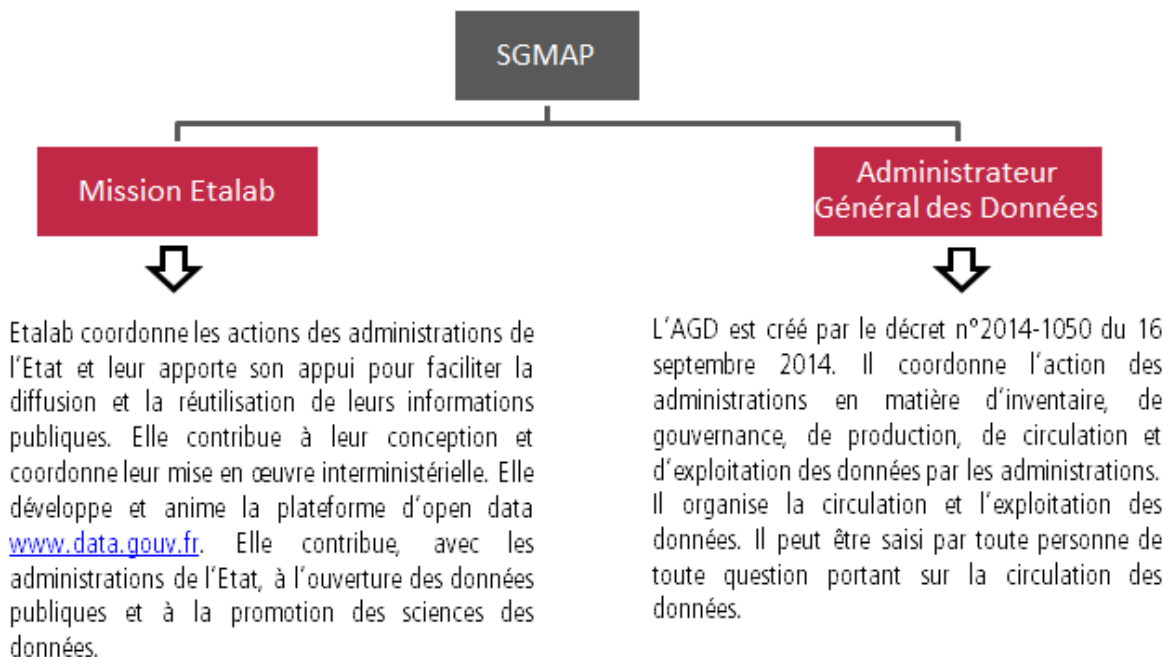 SGMAP
Mission Etalab
Etalab coordonne les actions des administrations de
l'Etat et leur apporte son appui pour faciliter la
diffusion et la réutilisation de leurs informations
publiques. Elle contribue à leur conception et
coordonne leur mise en œuvre interministérielle. Elle
développe et anime la plateforme d'open data
www.data.gouv.fr. Elle contribue, avec les
administrations de l'Etat, à l'ouverture des données
publiques et à la promotion des sciences des
données.
Administrateur
Général des Données
L'AGD est créé par le décret n°2014-1050 du 16
septembre 2014. Il coordonne l'action des
administrations en matière d'inventaire, de
gouvernance, de production, de circulation et
d'exploitation des données par les administrations.
Il organise la circulation et l'exploitation des
données. Il peut être saisi par toute personne de
toute question portant sur la circulation des
données.